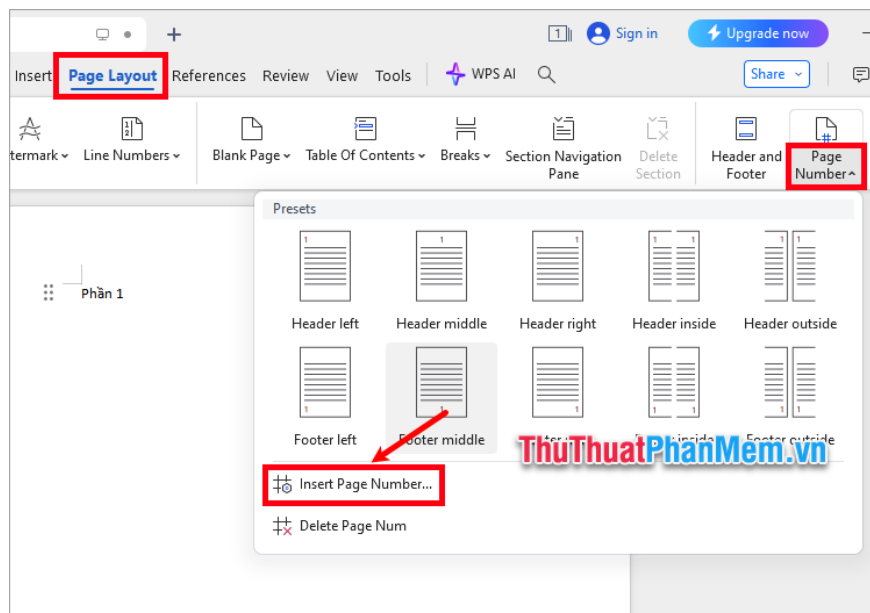 1 Sign in Upgrade now
Insert Page Layout References Review View Tools WPS AI Share
termark Line Numbers Blank Page Table Of Contents Breaks Section Navigation Pane Delete Section Header and Footer Page Number
Presets
Header left Header middle Header right Header inside Header outside
Phần 1
Footer left Footer middle Footer outside
ThuThuatPhanMem.vn
Insert Page Number...
Delete Page Num